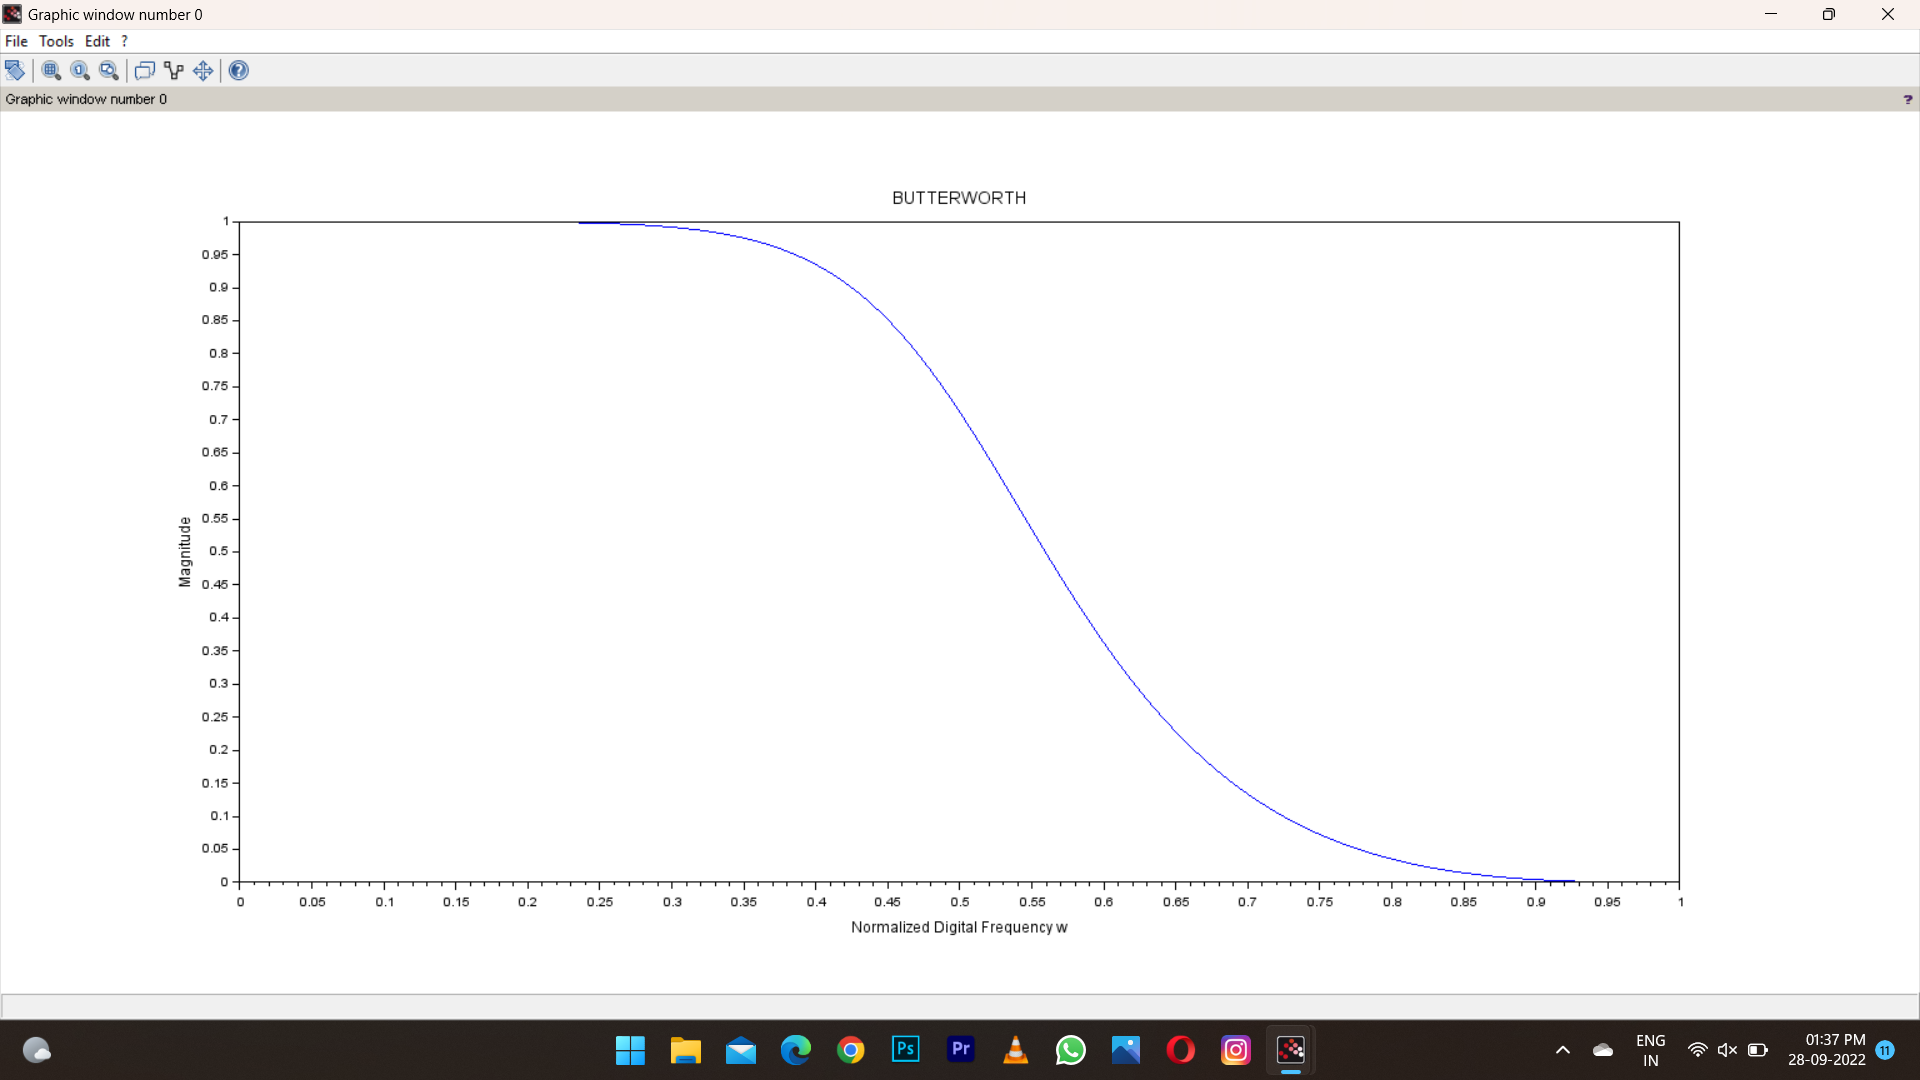 Graphic window number 0
File Tools Edit ?
Graphic window number 0 ?
BUTTERWORTH
Magnitude
1
0.95
0.9
0.85
0.8
0.75
0.7
0.65
0.6
0.55
0.5
0.45
0.4
0.35
0.3
0.25
0.2
0.15
0.1
0.05
0
0 0.05 0.1 0.15 0.2 0.25 0.3 0.35 0.4 0.45 0.5 0.55 0.6 0.65 0.7 0.75 0.8 0.85 0.9 0.95 1
Normalized Digital Frequency w
Ps Pr
ENG
IN
01:37 PM
28-09-2022
11